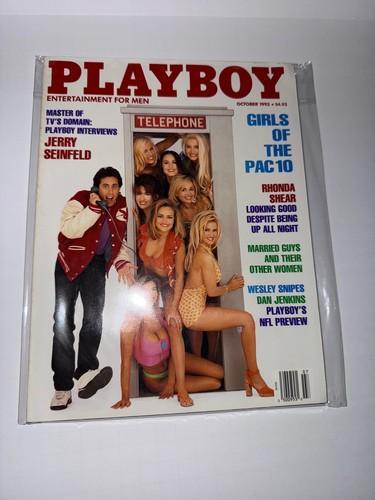 PLAYBOY
ENTERTAINMENT FOR MEN
OCTOBER 1993 • $4.95
MASTER OF
TV'S DOMAIN:
PLAYBOY INTERVIEWS
JERRY
SEINFELD
TELEPHONE
GIRLS
OF
THE
PAC 10
RHONDA
SHEAR
LOOKING GOOD
DESPITE BEING
UP ALL NIGHT
MARRIED GUYS
AND THEIR
OTHER WOMEN
WESLEY SNIPES
DAN JENKINS
PLAYBOY'S
NFL PREVIEW